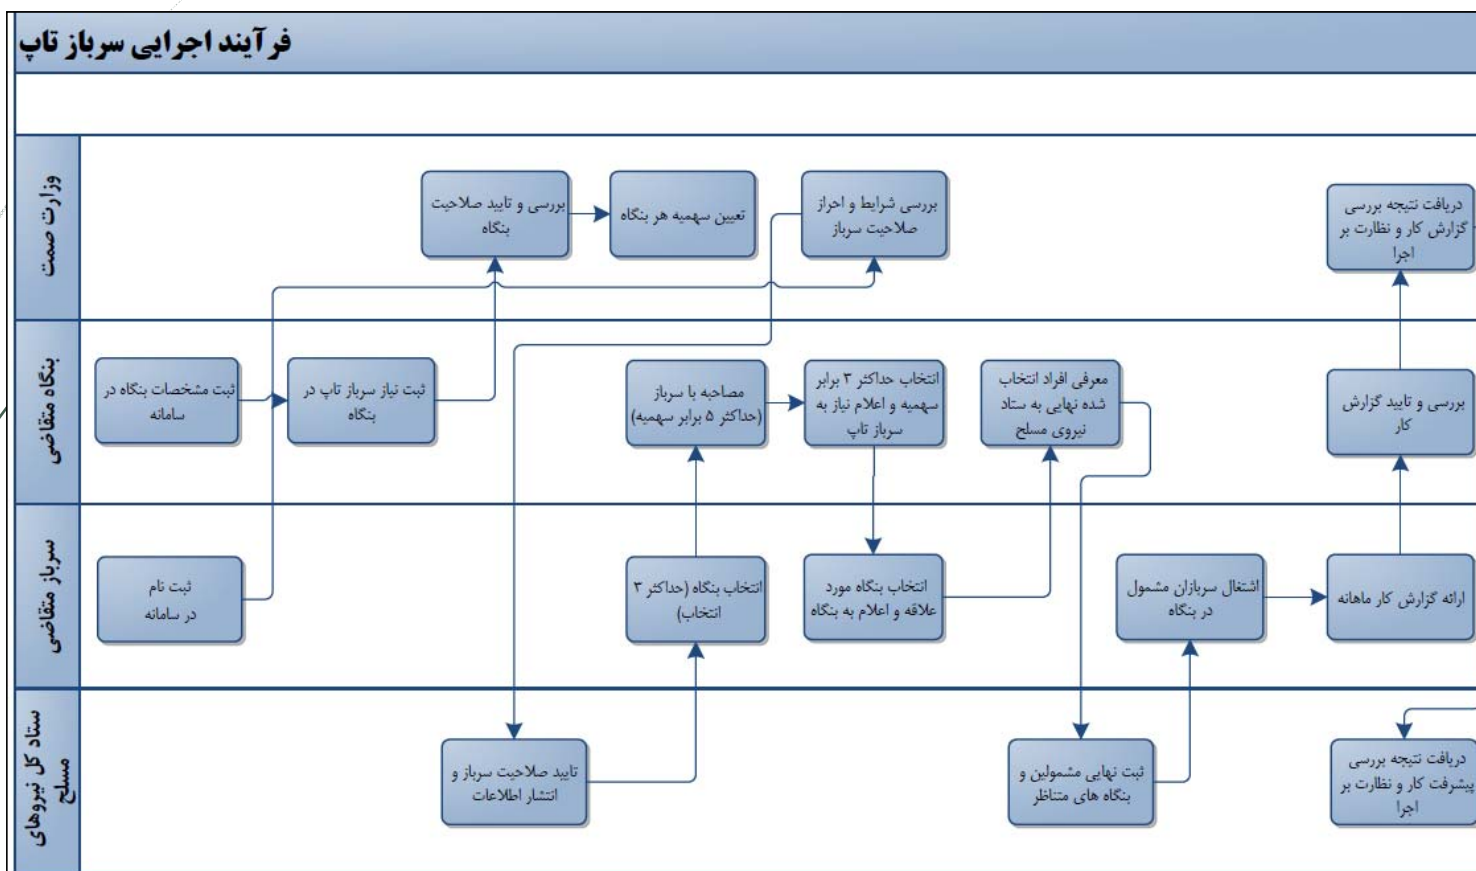 فرآیند اجرایی سرباز تاپ
وزارت صمت
بررسی و تایید صلاحیت
بنگاه
تعیین سهمیه هر بنگاه
بررسی شرایط و احراز
صلاحیت سرباز
دریافت نتیجه بررسی
گزارش کار و نظارت بر
اجرا
بنگاه متقاضی
ثبت مشخصات بنگاه در
سامانه
ثبت نیاز سرباز تاپ در
بنگاه
مصاحبه با سرباز
(حداکثر ۵ برابر سهمیه)
انتخاب حداکثر ۳ برابر
سهمیه و اعلام نیاز به
سرباز تاپ
معرفی افراد انتخاب
شده نهایی به ستاد
نیروی مسلح
بررسی و تایید گزارش
کار
سرباز متقاضی
ثبت نام
در سامانه
انتخاب بنگاه (حداکثر ۳
انتخاب)
انتخاب بنگاه مورد
علاقه و اعلام به بنگاه
اشتغال سربازان مشمول
در بنگاه
ارائه گزارش کار ماهانه
ستاد کل نیروهای
مسلح
تایید صلاحیت سرباز و
انتشار اطلاعات
ثبت نهایی مشمولین و
بنگاه های متناظر
دریافت نتیجه بررسی
پیشرفت کار و نظارت بر
اجرا